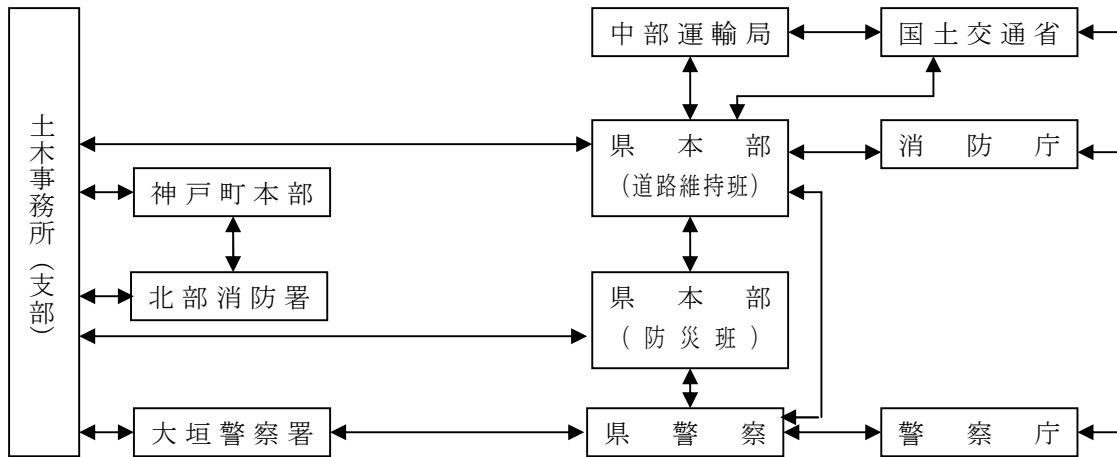 土木事務所（支部）
中部運輸局
国土交通省
県本部
（道路維持班）
消防庁
神戸町本部
北部消防署
県本部
（防災班）
大垣警察署
県警察
警察庁